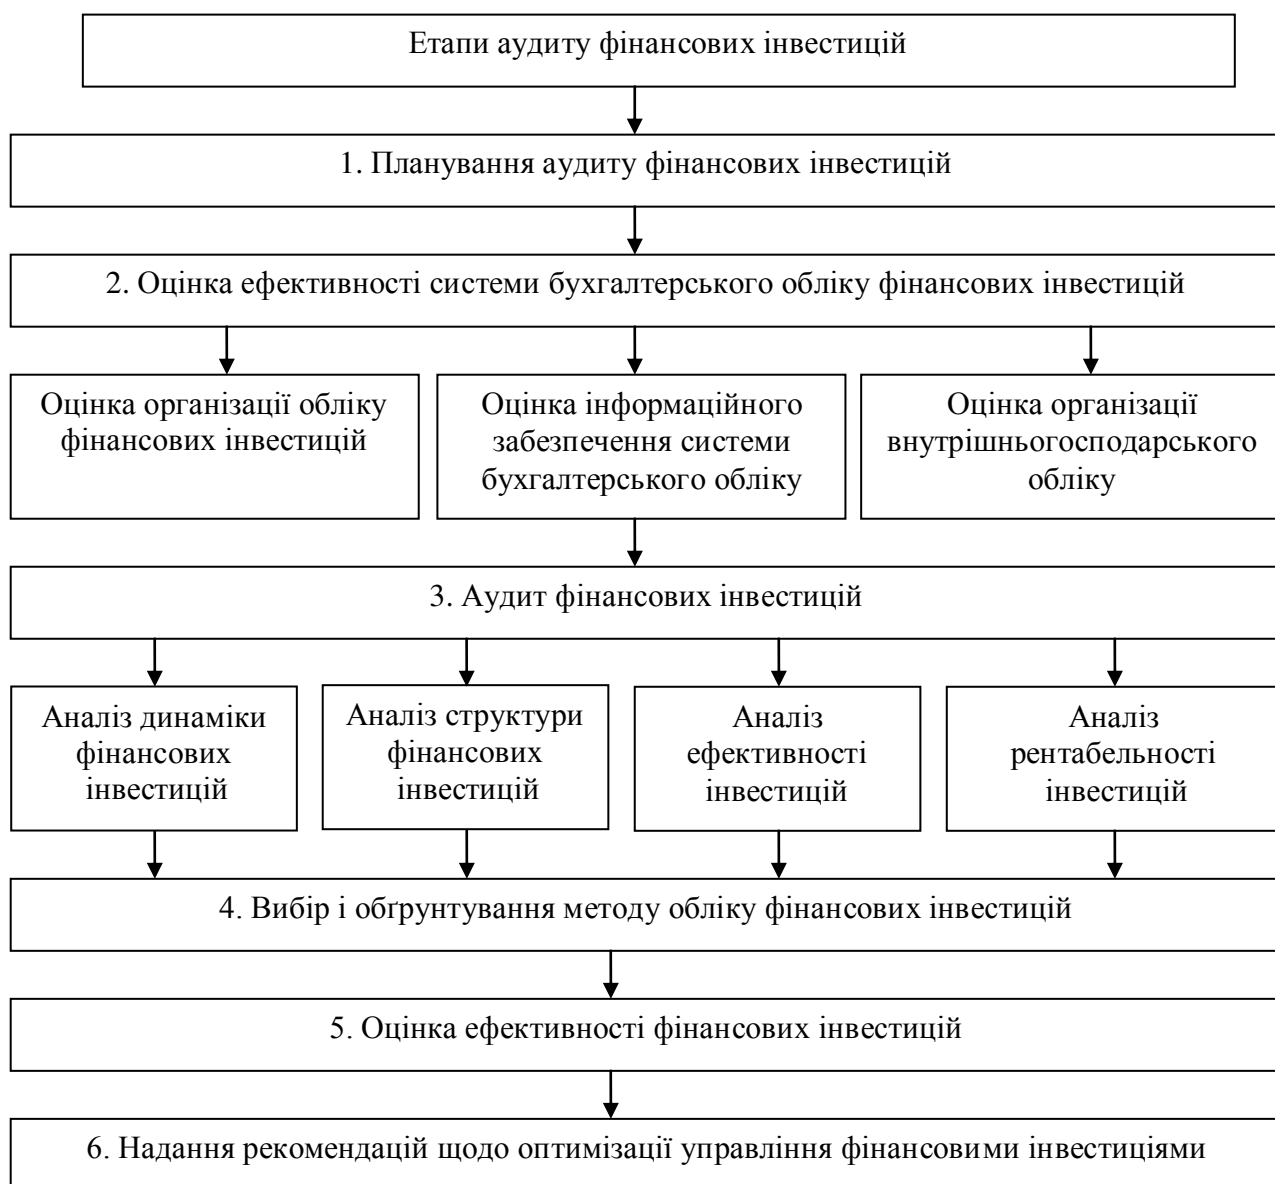 Етапи аудиту фінансових інвестицій
1. Планування аудиту фінансових інвестицій
2. Оцінка ефективності системи бухгалтерського обліку фінансових інвестицій
Оцінка організації обліку
фінансових інвестицій
Оцінка інформаційного
забезпечення системи
бухгалтерського обліку
Оцінка організації
внутрішньогосподарського
обліку
3. Аудит фінансових інвестицій
Аналіз динаміки
фінансових
інвестицій
Аналіз структури
фінансових
інвестицій
Аналіз
ефективності
інвестицій
Аналіз
рентабельності
інвестицій
4. Вибір і обґрунтування методу обліку фінансових інвестицій
5. Оцінка ефективності фінансових інвестицій
6. Надання рекомендацій щодо оптимізації управління фінансовими інвестиціями